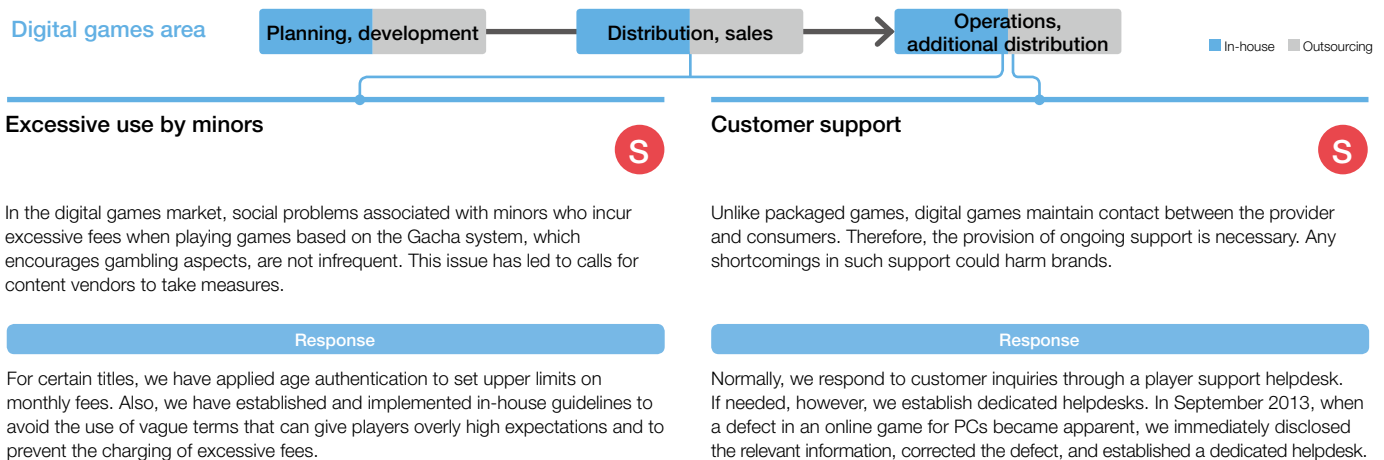 Digital games area
Planning, development
Distribution, sales
Operations,
additional distribution
In-house
Outsourcing
Excessive use by minors
S
In the digital games market, social problems associated with minors who incur
excessive fees when playing games based on the Gacha system, which
encourages gambling aspects, are not infrequent. This issue has led to calls for
content vendors to take measures.
Response
For certain titles, we have applied age authentication to set upper limits on
monthly fees. Also, we have established and implemented in-house guidelines to
avoid the use of vague terms that can give players overly high expectations and to
prevent the charging of excessive fees.
Customer support
S
Unlike packaged games, digital games maintain contact between the provider
and consumers. Therefore, the provision of ongoing support is necessary. Any
shortcomings in such support could harm brands.
Response
Normally, we respond to customer inquiries through a player support helpdesk.
If needed, however, we establish dedicated helpdesks. In September 2013, when
a defect in an online game for PCs became apparent, we immediately disclosed
the relevant information, corrected the defect, and established a dedicated helpdesk.